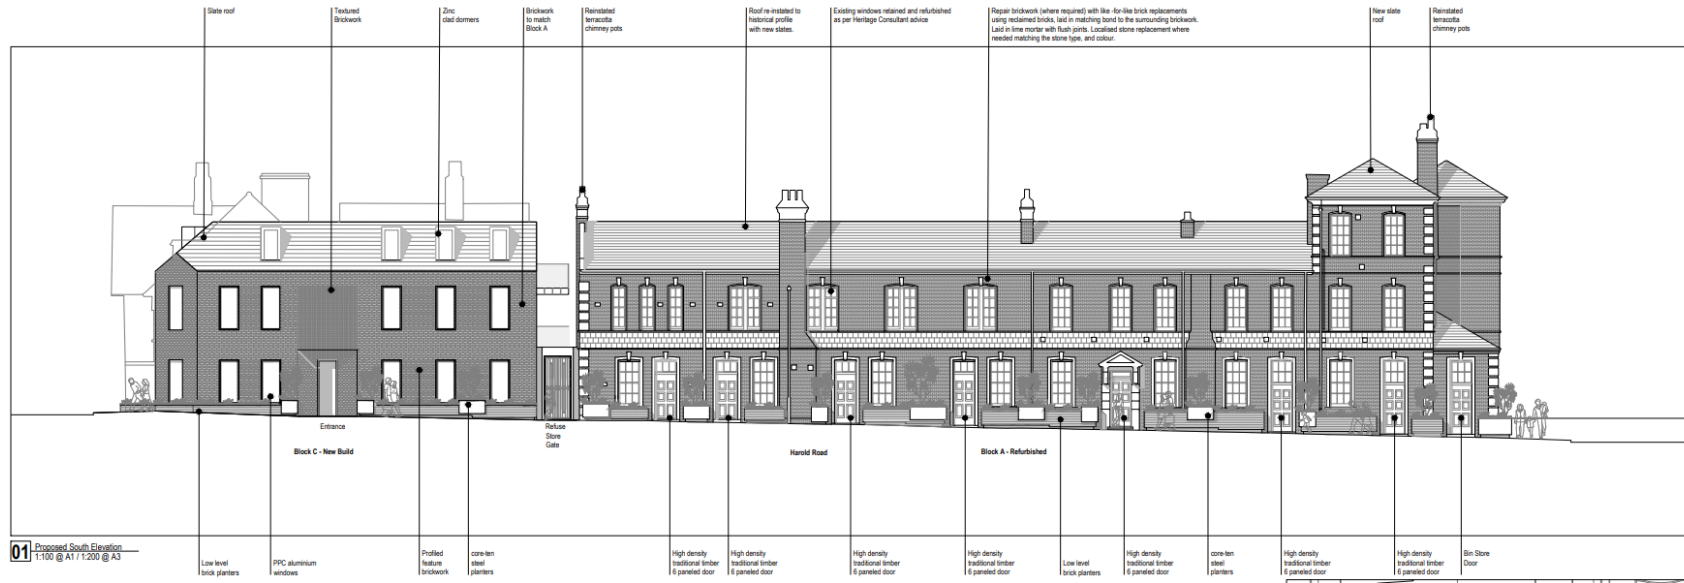 Slate roof
Textured
Brickwork
Zinc
clad dormers
Brickwork
to match
Block A
Reinstated
terracotta
chimney pots
Roof re-instated to
historical profile
with new slates.
Existing windows retained and refurbished
as per Heritage Consultant advice
Repair brickwork (where required) with like -for-like brick replacements
using reclaimed bricks, laid in matching bond to the surrounding brickwork.
Laid in lime mortar with flush joints. Localised stone replacement where
needed matching the stone type, and colour.
New slate
roof
Reinstated
terracotta
chimney pots
Entrance
Refuse
Store
Gate
Block C - New Build
Harold Road
Block A - Refurbished
01 Proposed South Elevation
1:100 @ A1 / 1:200 @ A3
Low level
brick planters
PPC aluminium
windows
Profiled
feature
brickwork
core-ten
steel
planters
High density
traditional timber
6 paneled door
High density
traditional timber
6 paneled door
High density
traditional timber
6 paneled door
High density
traditional timber
6 paneled door
Low level
brick planters
High density
traditional timber
6 paneled door
core-ten
steel
planters
High density
traditional timber
6 paneled door
High density
traditional timber
6 paneled door
Bin Store
Door